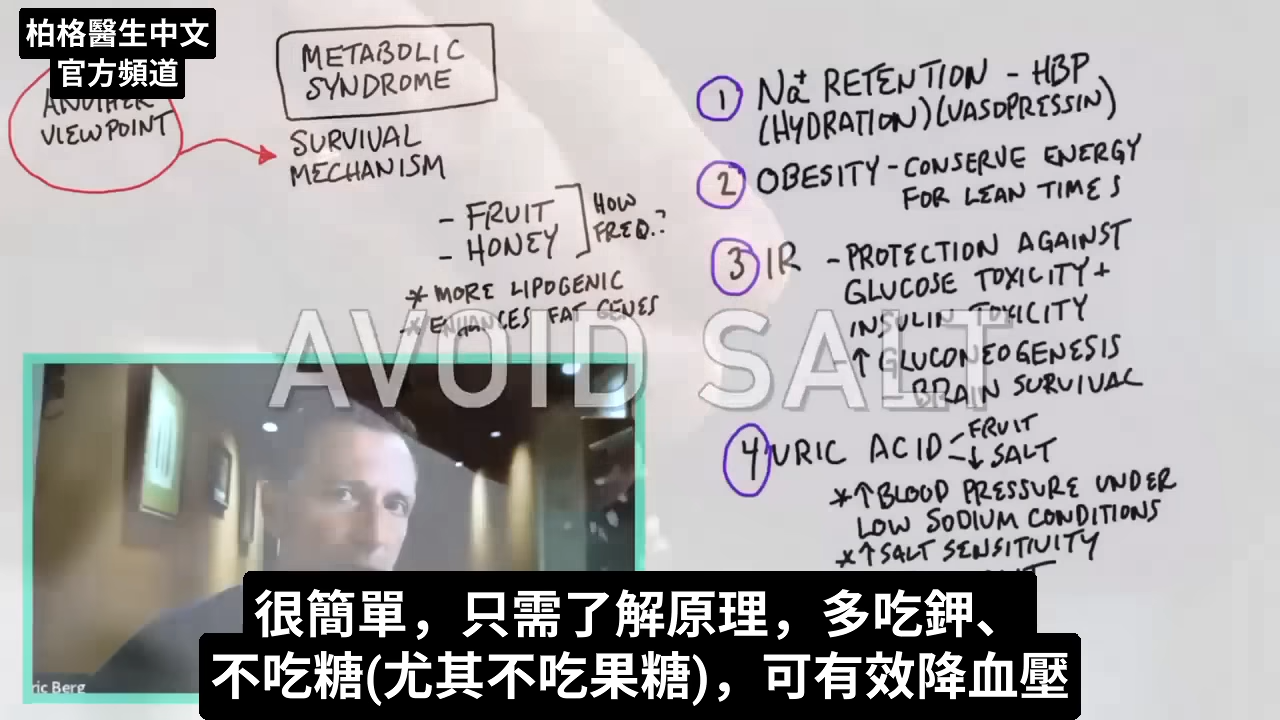 柏格醫生中文
官方頻道
ANOTHER
VIEWPOINT
METABOLIC
SYNDROME
SURVIVAL
MECHANISM
- FRUIT
- HONEY
HOW
FREQ.?
* MORE LIPOGENIC
* ENHANCES FAT GENES
1 Na+ RETENTION - HBP
(HYDRATION) (VASOPRESSIN)
2 OBESITY - CONSERVE ENERGY
FOR LEAN TIMES
3 IR - PROTECTION AGAINST
GLUCOSE TOXICITY +
INSULIN TOXICITY
↑ GLUCONEOGENESIS
BRAIN SURVIVAL
4 URIC ACID - FRUIT
- ↓ SALT
* ↑ BLOOD PRESSURE UNDER
LOW SODIUM CONDITIONS
* ↑ SALT SENSITIVITY
AVOID SALT
ric Berg
很簡單，只需了解原理，多吃鉀、
不吃糖(尤其不吃果糖)，可有效降血壓